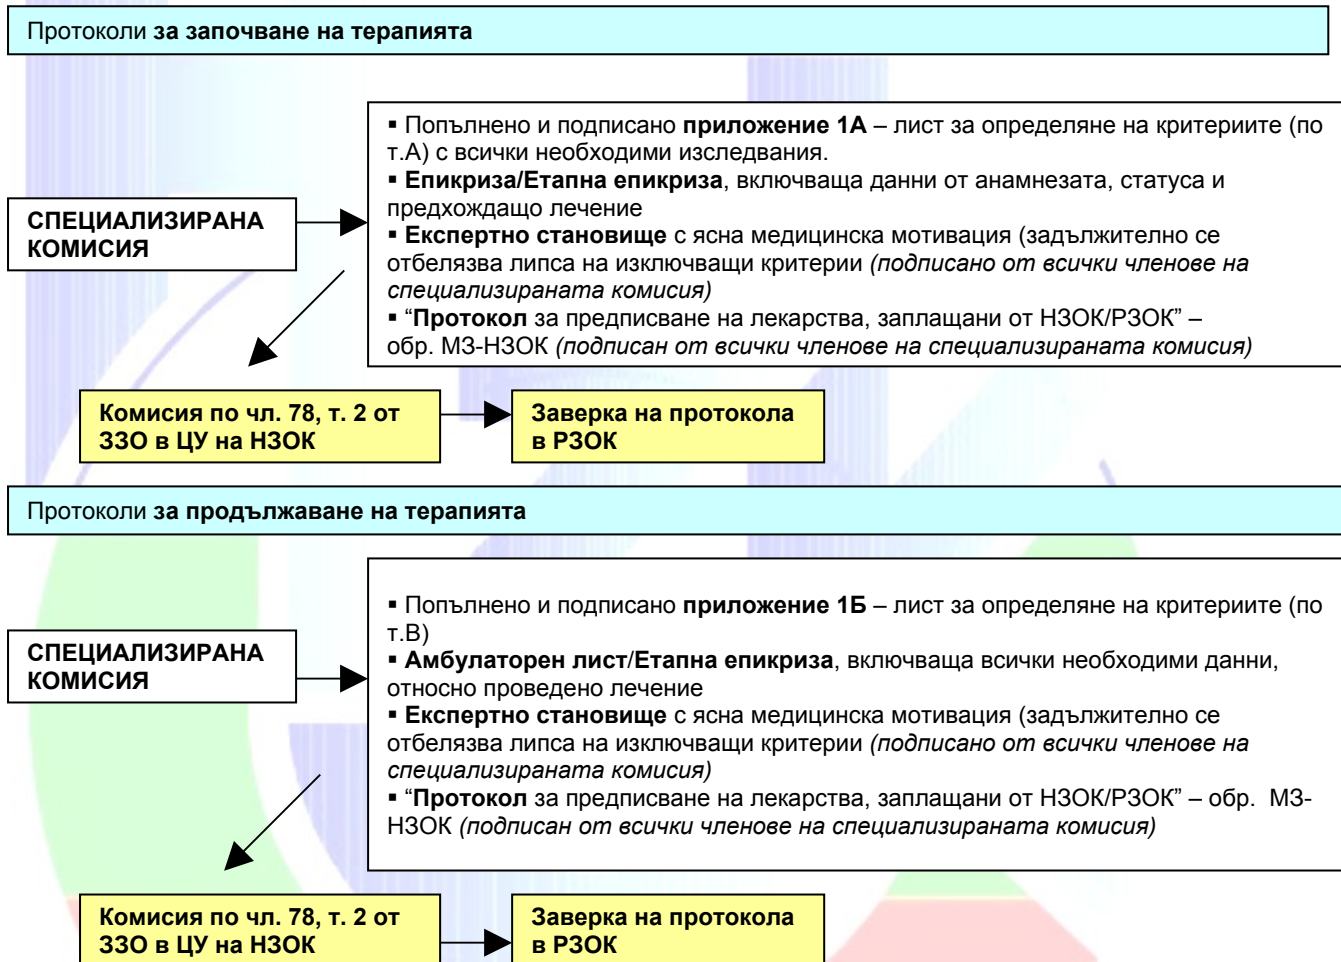 Протоколи за започване на терапията
▪ Попълнено и подписано приложение 1А – лист за определяне на критериите (по
т.А) с всички необходими изследвания.
▪ Епикриза/Етапна епикриза, включваща данни от анамнезата, статуса и
предхождащо лечение
▪ Експертно становище с ясна медицинска мотивация (задължително се
отбелязва липса на изключващи критерии (подписано от всички членове на
специализираната комисия)
▪ “Протокол за предписване на лекарства, заплащани от НЗОК/РЗОК” –
обр. МЗ-НЗОК (подписан от всички членове на специализираната комисия)
СПЕЦИАЛИЗИРАНА
КОМИСИЯ
Комисия по чл. 78, т. 2 от
ЗЗО в ЦУ на НЗОК
Заверка на протокола
в РЗОК
Протоколи за продължаване на терапията
▪ Попълнено и подписано приложение 1Б – лист за определяне на критериите (по
т.В)
▪ Амбулаторен лист/Етапна епикриза, включваща всички необходими данни,
относно проведено лечение
▪ Експертно становище с ясна медицинска мотивация (задължително се
отбелязва липса на изключващи критерии (подписано от всички членове на
специализираната комисия)
▪ “Протокол за предписване на лекарства, заплащани от НЗОК/РЗОК” – обр. МЗ-
НЗОК (подписан от всички членове на специализираната комисия)
СПЕЦИАЛИЗИРАНА
КОМИСИЯ
Комисия по чл. 78, т. 2 от
ЗЗО в ЦУ на НЗОК
Заверка на протокола
в РЗОК